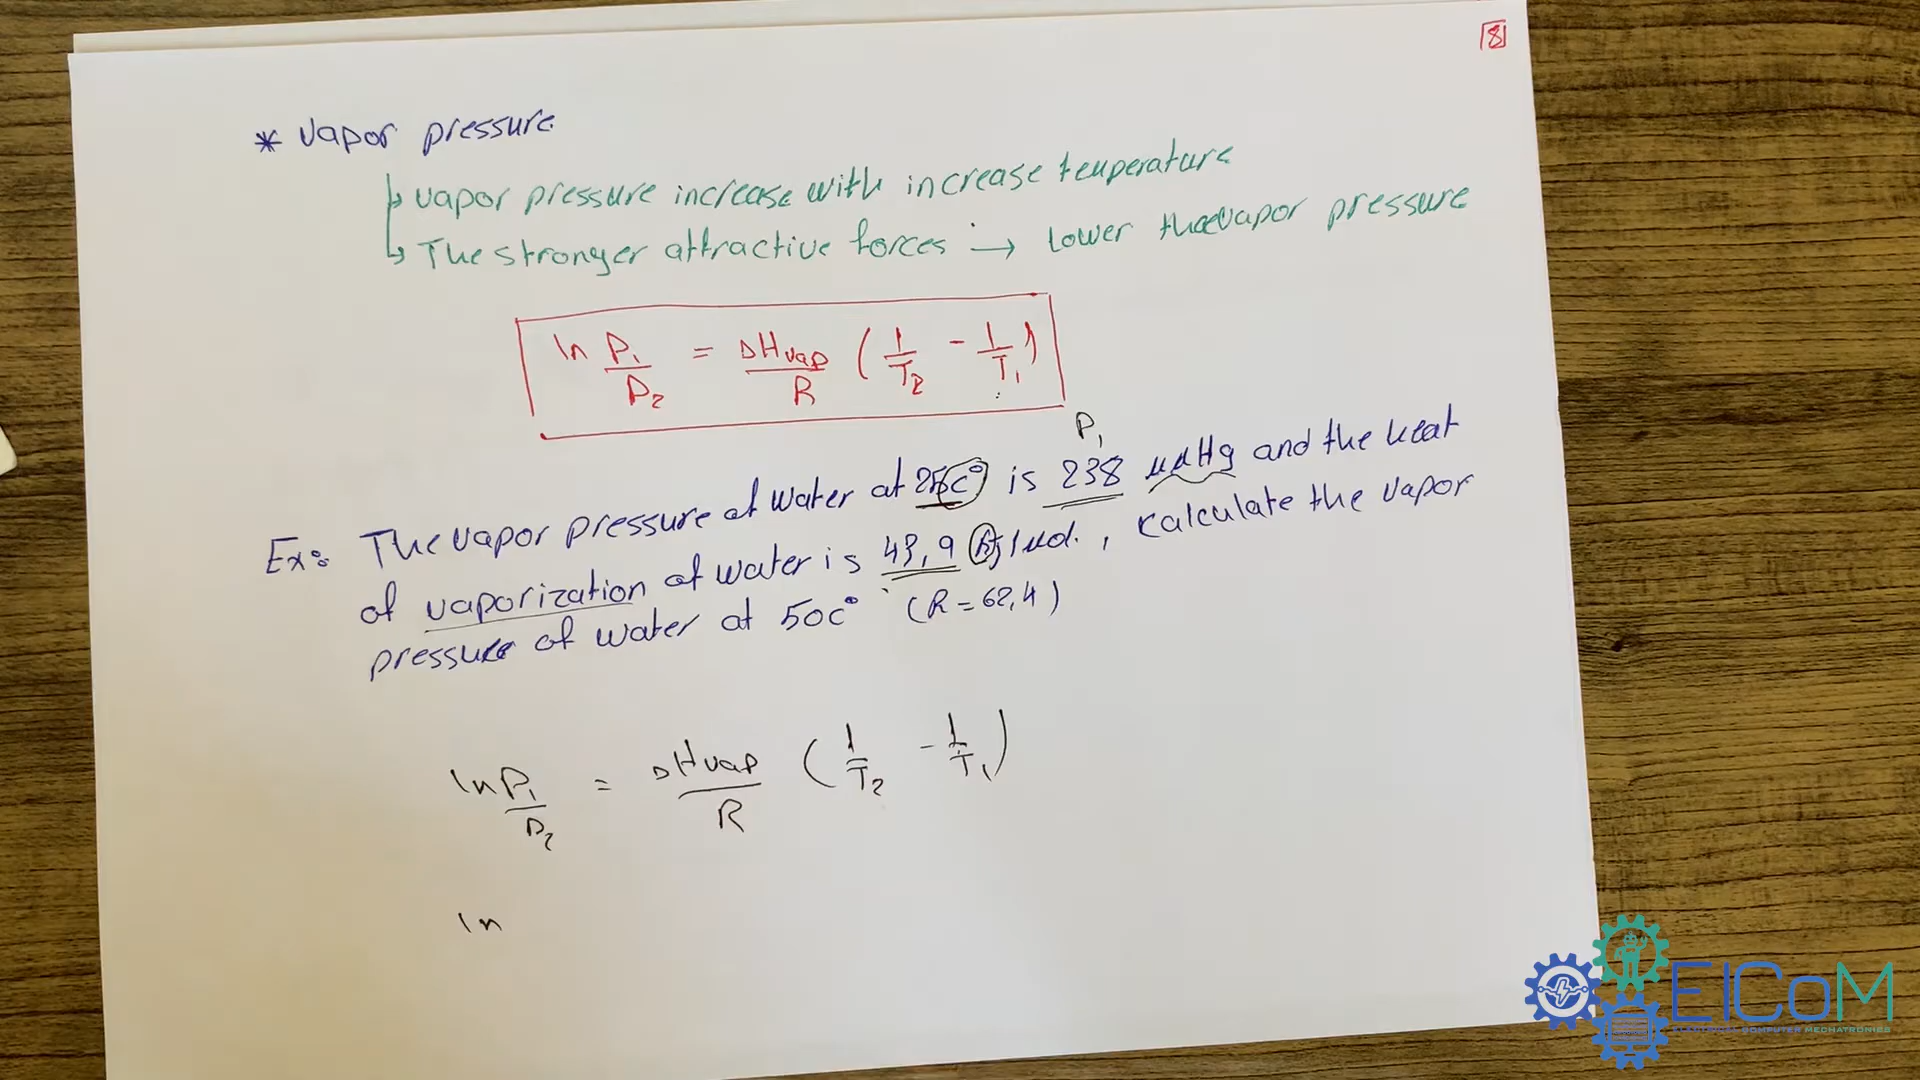 8
* vapor pressure
vapor pressure increase with increase temperature
The stronger attractive forces → lower the vapor pressure
ln P₁/P₂ = ΔHvap/R (1/T₂ - 1/T₁)
P₁
Ex: The vapor pressure of water at 25c° is 238 mmHg and the heat
of vaporization of water is 43,9 kj/mol. , calculate the vapor
pressure of water at 50c° (R = 62,4)
ln P₁/P₂ = ΔHvap/R (1/T₂ - 1/T₁)
ln
ElCoM
ELECTRICAL COMPUTER MECHATRONICS